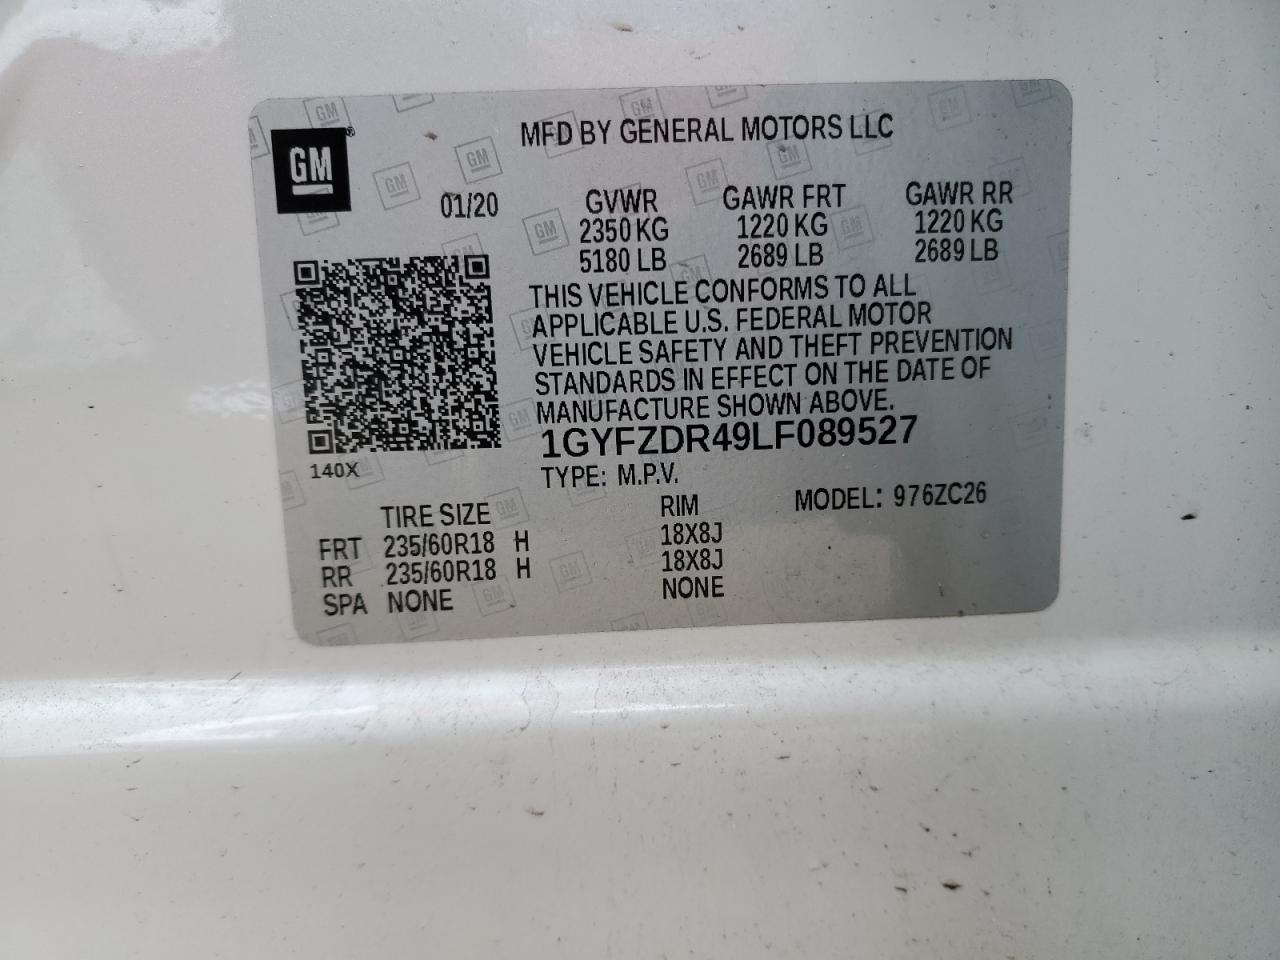 MFD BY GENERAL MOTORS LLC
GM®
01/20
GVWR GAWR FRT GAWR RR
2350 KG 1220 KG 1220 KG
5180 LB 2689 LB 2689 LB
THIS VEHICLE CONFORMS TO ALL
APPLICABLE U.S. FEDERAL MOTOR
VEHICLE SAFETY AND THEFT PREVENTION
STANDARDS IN EFFECT ON THE DATE OF
MANUFACTURE SHOWN ABOVE.
1GYFZDR49LF089527
140X
TYPE: M.P.V. MODEL: 976ZC26
TIRE SIZE RIM
FRT 235/60R18 H 18X8J
RR 235/60R18 H 18X8J
SPA NONE NONE